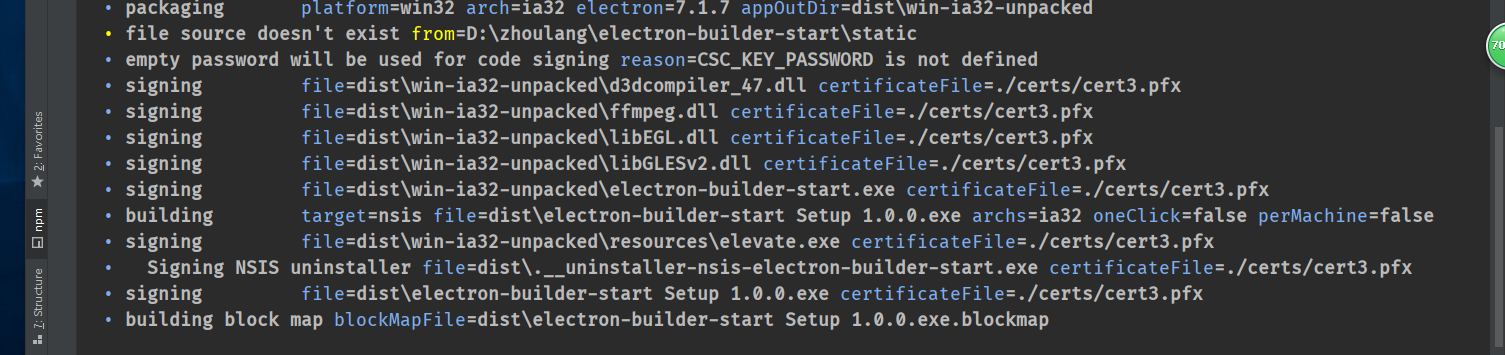 • packaging platform=win32 arch=ia32 electron=7.1.7 appOutDir=dist\win-ia32-unpacked
• file source doesn't exist from=D:\zhoulang\electron-builder-start\static
• empty password will be used for code signing reason=CSC_KEY_PASSWORD is not defined
• signing file=dist\win-ia32-unpacked\d3dcompiler_47.dll certificateFile=./certs/cert3.pfx
• signing file=dist\win-ia32-unpacked\ffmpeg.dll certificateFile=./certs/cert3.pfx
• signing file=dist\win-ia32-unpacked\libEGL.dll certificateFile=./certs/cert3.pfx
• signing file=dist\win-ia32-unpacked\libGLESv2.dll certificateFile=./certs/cert3.pfx
• signing file=dist\win-ia32-unpacked\electron-builder-start.exe certificateFile=./certs/cert3.pfx
• building target=nsis file=dist\electron-builder-start Setup 1.0.0.exe archs=ia32 oneClick=false perMachine=false
• signing file=dist\win-ia32-unpacked\resources\elevate.exe certificateFile=./certs/cert3.pfx
• Signing NSIS uninstaller file=dist\.__uninstaller-nsis-electron-builder-start.exe certificateFile=./certs/cert3.pfx
• signing file=dist\electron-builder-start Setup 1.0.0.exe certificateFile=./certs/cert3.pfx
• building block map blockMapFile=dist\electron-builder-start Setup 1.0.0.exe.blockmap
2: Favorites
npm
7: Structure
70